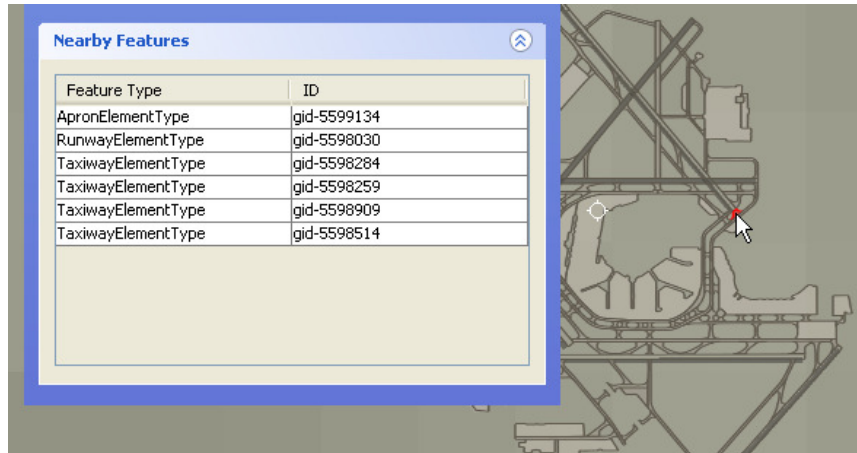 Nearby Features
Feature Type ID
ApronElementType gid-5599134
RunwayElementType gid-5598030
TaxiwayElementType gid-5598284
TaxiwayElementType gid-5598259
TaxiwayElementType gid-5598909
TaxiwayElementType gid-5598514